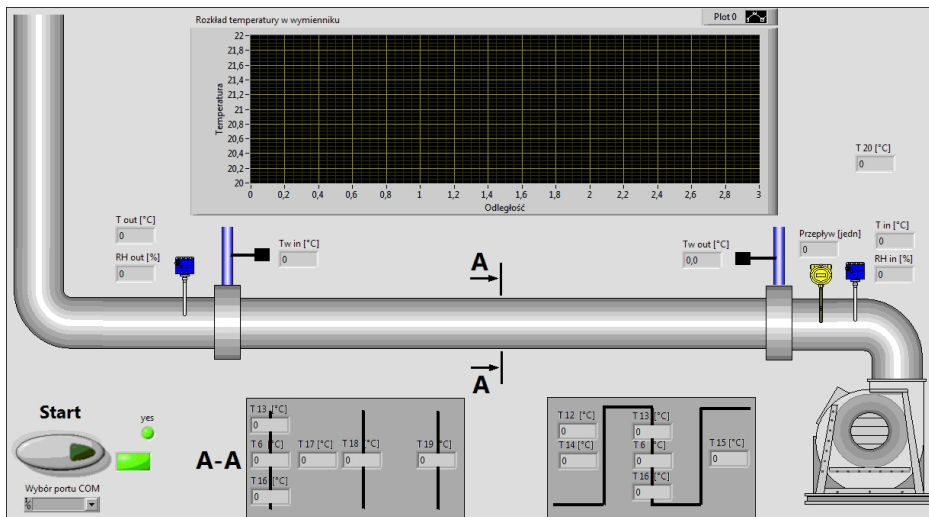 Rozkład temperatury w wymienniku
Plot 0
Temperatura
22
21,8
21,6
21,4
21,2
21
20,8
20,6
20,4
20,2
20
0 0,2 0,4 0,6 0,8 1 1,2 1,4 1,6 1,8 2 2,2 2,4 2,6 2,8 3
Odległość
T 20 [°C]
0
T out [°C]
0
RH out [%]
0
Tw in [°C]
0
A
Tw out [°C]
0,0
Przepływ [jedn]
0
T in [°C]
0
RH in [%]
0
A
Start
yes
Wybór portu COM
A-A
T 13 [°C]
0
T 6 [°C] T 17 [°C] T 18 [°C] T 19 [°C]
0 0 0 0
T 16 [°C]
0
T 12 [°C] T 13 [°C]
0 0
T 14 [°C] T 6 [°C] T 15 [°C]
0 0 0
T 16 [°C]
0